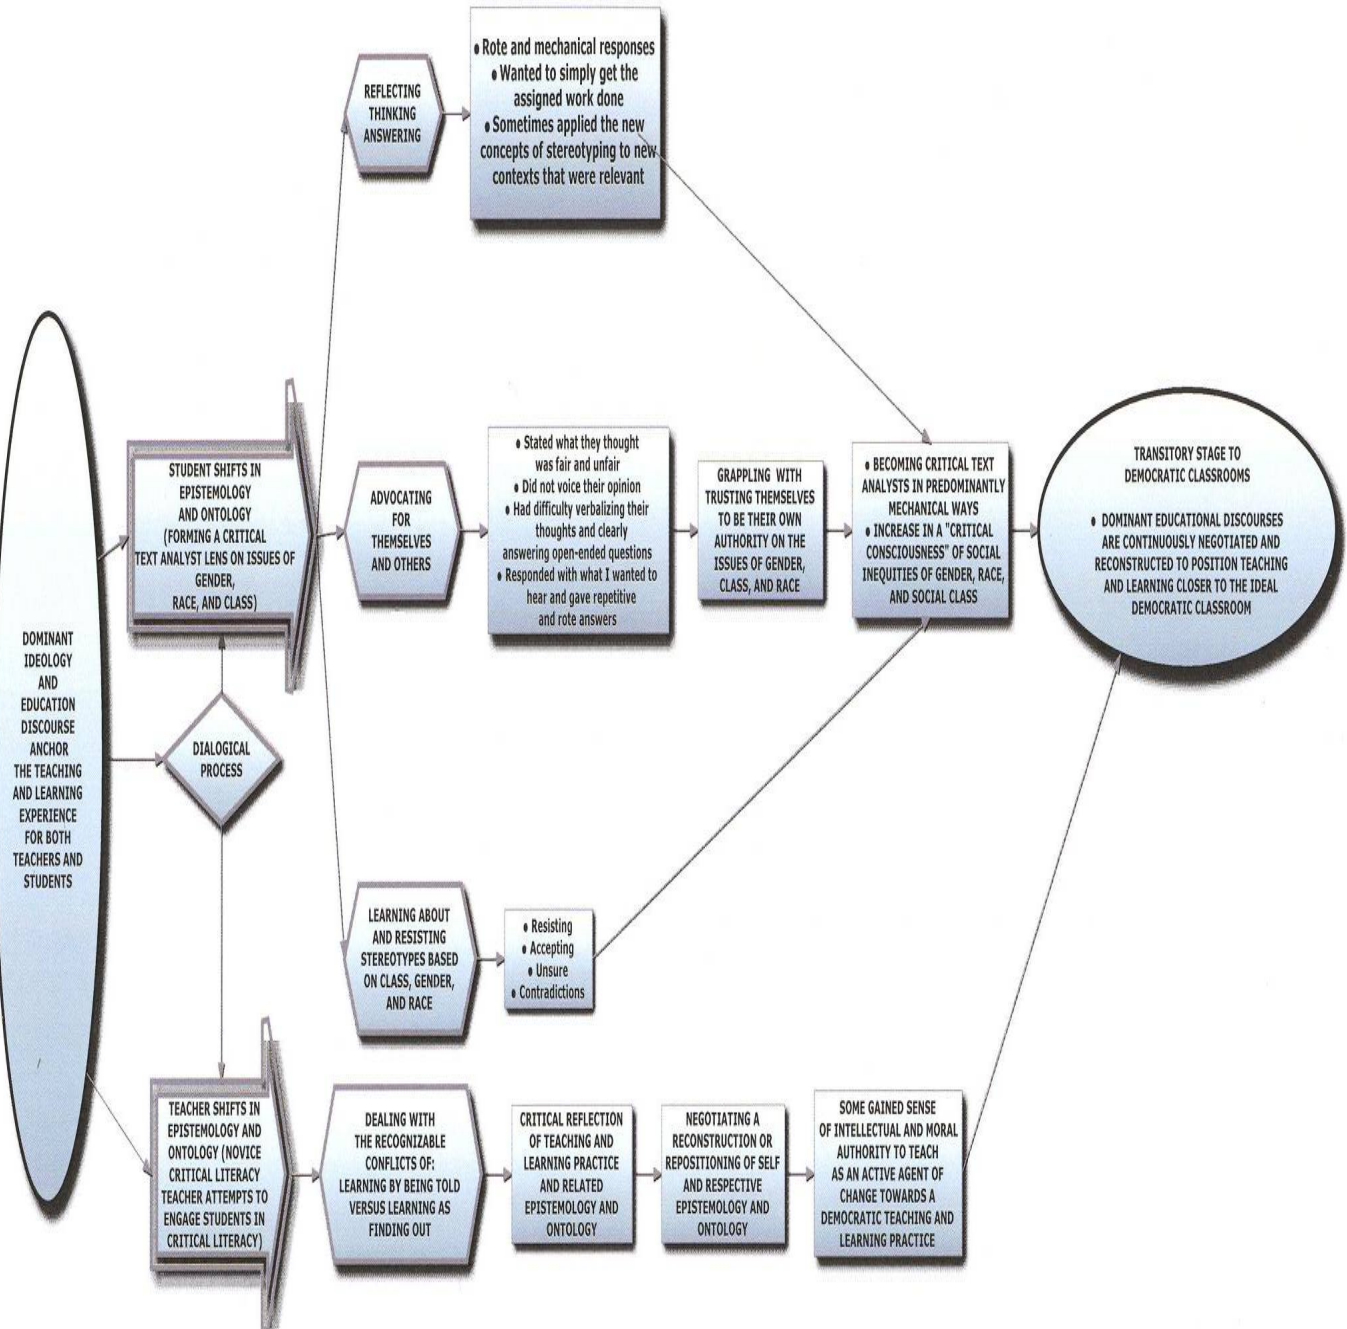 DOMINANT
IDEOLOGY
AND
EDUCATION
DISCOURSE
ANCHOR
THE TEACHING
AND LEARNING
EXPERIENCE
FOR BOTH
TEACHERS AND
STUDENTS
STUDENT SHIFTS IN
EPISTEMOLOGY
AND ONTOLOGY
(FORMING A CRITICAL
TEXT ANALYST LENS ON ISSUES OF
GENDER,
RACE, AND CLASS)
DIALOGICAL
PROCESS
TEACHER SHIFTS IN
EPISTEMOLOGY AND
ONTOLOGY (NOVICE
CRITICAL LITERACY
TEACHER ATTEMPTS TO
ENGAGE STUDENTS IN
CRITICAL LITERACY)
REFLECTING
THINKING
ANSWERING
• Rote and mechanical responses
• Wanted to simply get the
assigned work done
• Sometimes applied the new
concepts of stereotyping to new
contexts that were relevant
ADVOCATING
FOR
THEMSELVES
AND OTHERS
• Stated what they thought
was fair and unfair
• Did not voice their opinion
• Had difficulty verbalizing their
thoughts and clearly
answering open-ended questions
• Responded with what I wanted to
hear and gave repetitive
and rote answers
GRAPPLING WITH
TRUSTING THEMSELVES
TO BE THEIR OWN
AUTHORITY ON THE
ISSUES OF GENDER,
CLASS, AND RACE
• BECOMING CRITICAL TEXT
ANALYSTS IN PREDOMINANTLY
MECHANICAL WAYS
• INCREASE IN A "CRITICAL
CONSCIOUSNESS" OF SOCIAL
INEQUITIES OF GENDER, RACE,
AND SOCIAL CLASS
TRANSITORY STAGE TO
DEMOCRATIC CLASSROOMS
• DOMINANT EDUCATIONAL DISCOURSES
ARE CONTINUOUSLY NEGOTIATED AND
RECONSTRUCTED TO POSITION TEACHING
AND LEARNING CLOSER TO THE IDEAL
DEMOCRATIC CLASSROOM
LEARNING ABOUT
AND RESISTING
STEREOTYPES BASED
ON CLASS, GENDER,
AND RACE
• Resisting
• Accepting
• Unsure
• Contradictions
DEALING WITH
THE RECOGNIZABLE
CONFLICTS OF:
LEARNING BY BEING TOLD
VERSUS LEARNING AS
FINDING OUT
CRITICAL REFLECTION
OF TEACHING AND
LEARNING PRACTICE
AND RELATED
EPISTEMOLOGY AND
ONTOLOGY
NEGOTIATING A
RECONSTRUCTION OR
REPOSITIONING OF SELF
AND RESPECTIVE
EPISTEMOLOGY AND
ONTOLOGY
SOME GAINED SENSE
OF INTELLECTUAL AND MORAL
AUTHORITY TO TEACH
AS AN ACTIVE AGENT OF
CHANGE TOWARDS A
DEMOCRATIC TEACHING AND
LEARNING PRACTICE